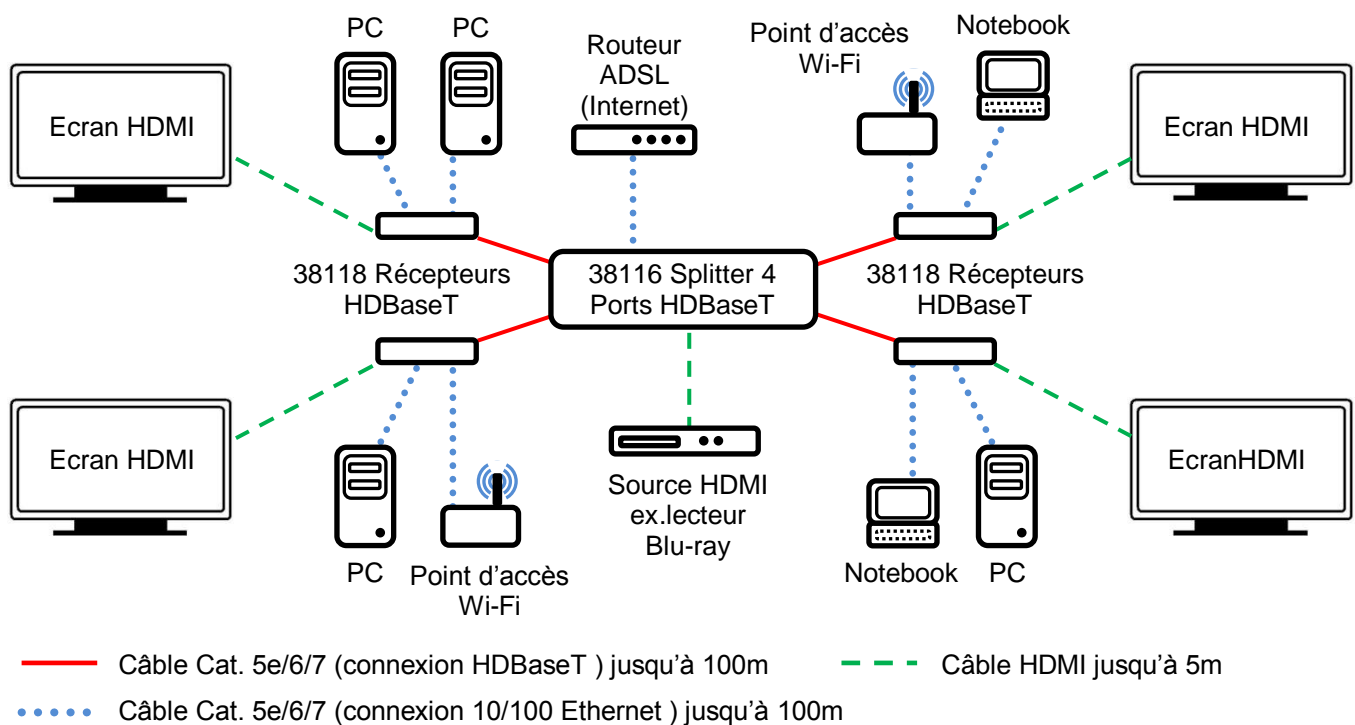 PC
PC
Routeur
ADSL
(Internet)
Point d'accès
Wi-Fi
Notebook
Ecran HDMI
Ecran HDMI
38118 Récepteurs
HDBaseT
38116 Splitter 4
Ports HDBaseT
38118 Récepteurs
HDBaseT
Ecran HDMI
EcranHDMI
Source HDMI
ex.lecteur
Blu-ray
PC
Point d'accès
Wi-Fi
Notebook
PC
Câble Cat. 5e/6/7 (connexion HDBaseT ) jusqu'à 100m
Câble HDMI jusqu'à 5m
Câble Cat. 5e/6/7 (connexion 10/100 Ethernet ) jusqu'à 100m